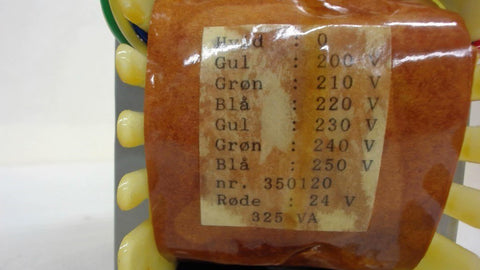 Hvid : 0
Gul : 200 V
Grøn : 210 V
Blå : 220 V
Gul : 230 V
Grøn : 240 V
Blå : 250 V
nr. 350120
Røde : 24 V
325 VA